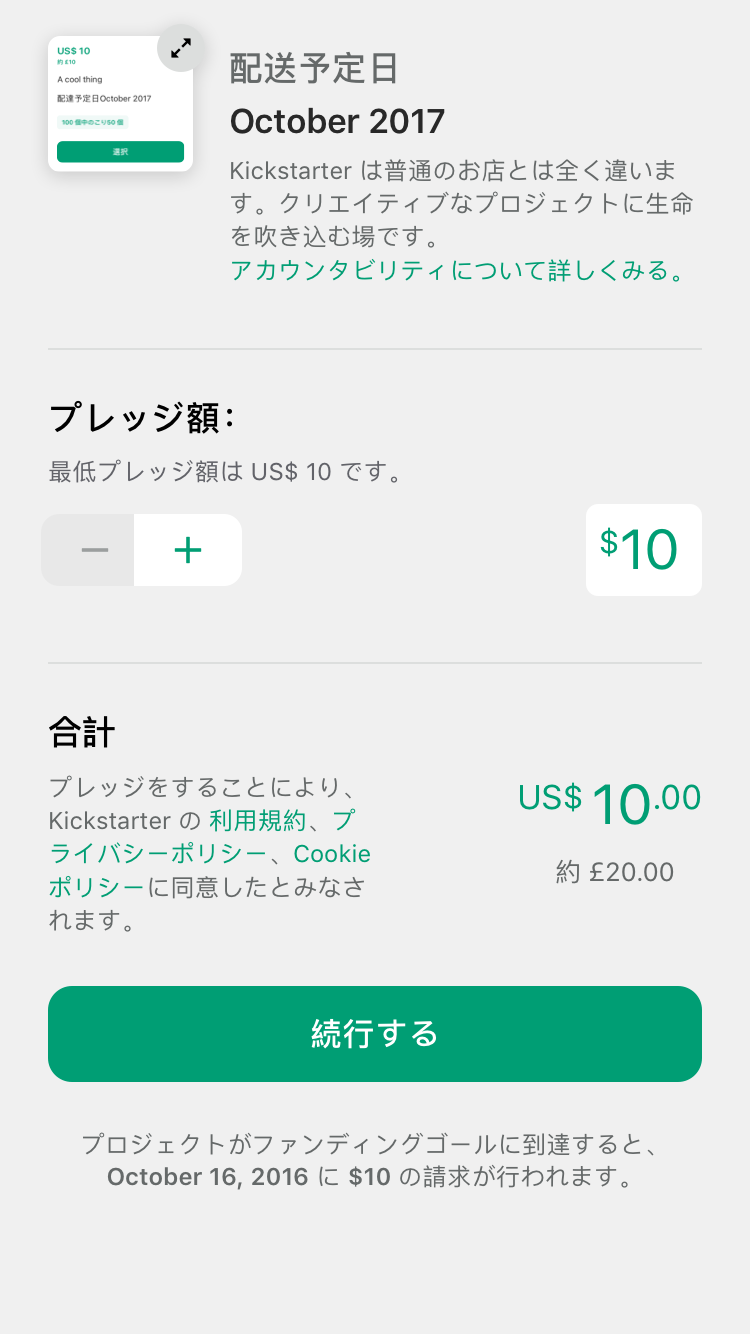 US$ 10
約 £10
A cool thing
配達予定日October 2017
100 個中のこり50 個
選択
配送予定日
October 2017
Kickstarter は普通のお店とは全く違いま
す。クリエイティブなプロジェクトに生命
を吹き込む場です。
アカウンタビリティについて詳しくみる。
プレッジ額：
最低プレッジ額は US$ 10 です。
$10
合計
プレッジをすることにより、
Kickstarter の 利用規約、プ
ライバシーポリシー、Cookie
ポリシーに同意したとみなさ
れます。
US$ 10.00
約 £20.00
続行する
プロジェクトがファンディングゴールに到達すると、
October 16, 2016 に $10 の請求が行われます。